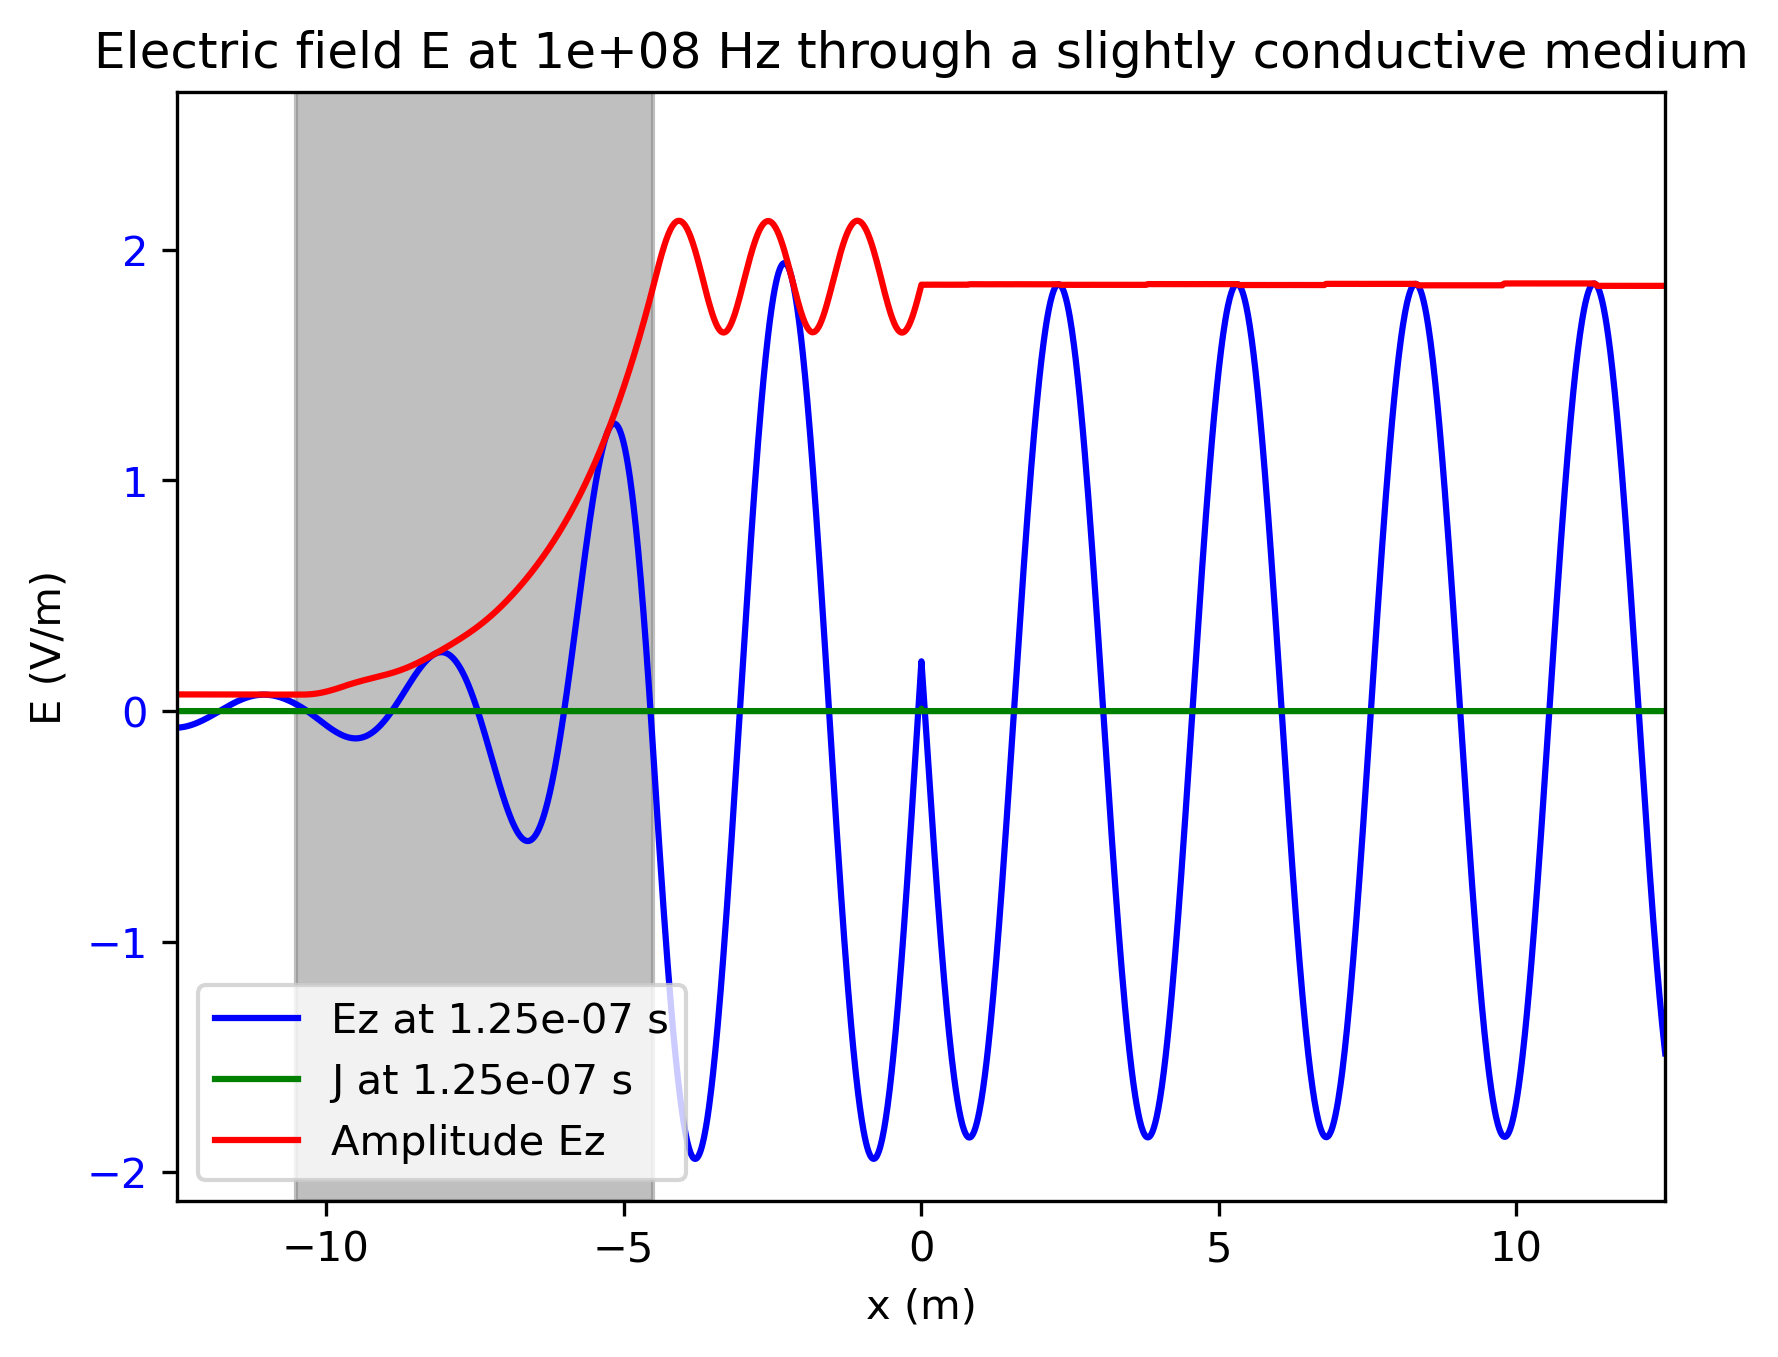 Electric field E at 1e+08 Hz through a slightly conductive medium
E (V/m)
2
1
0
−1
−2
Ez at 1.25e-07 s
J at 1.25e-07 s
Amplitude Ez
−10
−5
0
5
10
x (m)